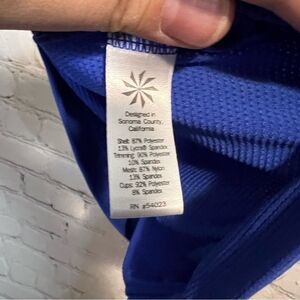 Designed in
Sonoma County,
California
Shell: 87% Polyester
13% Lycra® Spandex
Trimming: 90% Polyester
10% Spandex
Mesh: 87% Nylon
13% Spandex
Cups: 92% Polyester
8% Spandex
RN #54023